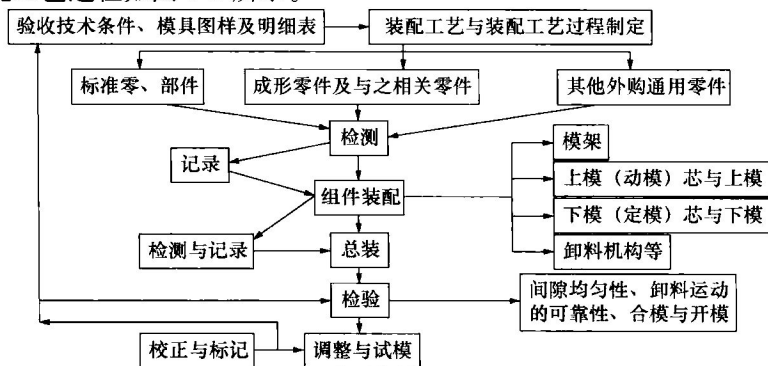 验收技术条件、模具图样及明细表
装配工艺与装配工艺过程制定
标准零、部件
成形零件及与之相关零件
其他外购通用零件
检测
记录
模架
组件装配
上模（动模）芯与上模
下模（定模）芯与下模
检测与记录
总装
卸料机构等
检验
间隙均匀性、卸料运动
的可靠性、合模与开模
校正与标记
调整与试模